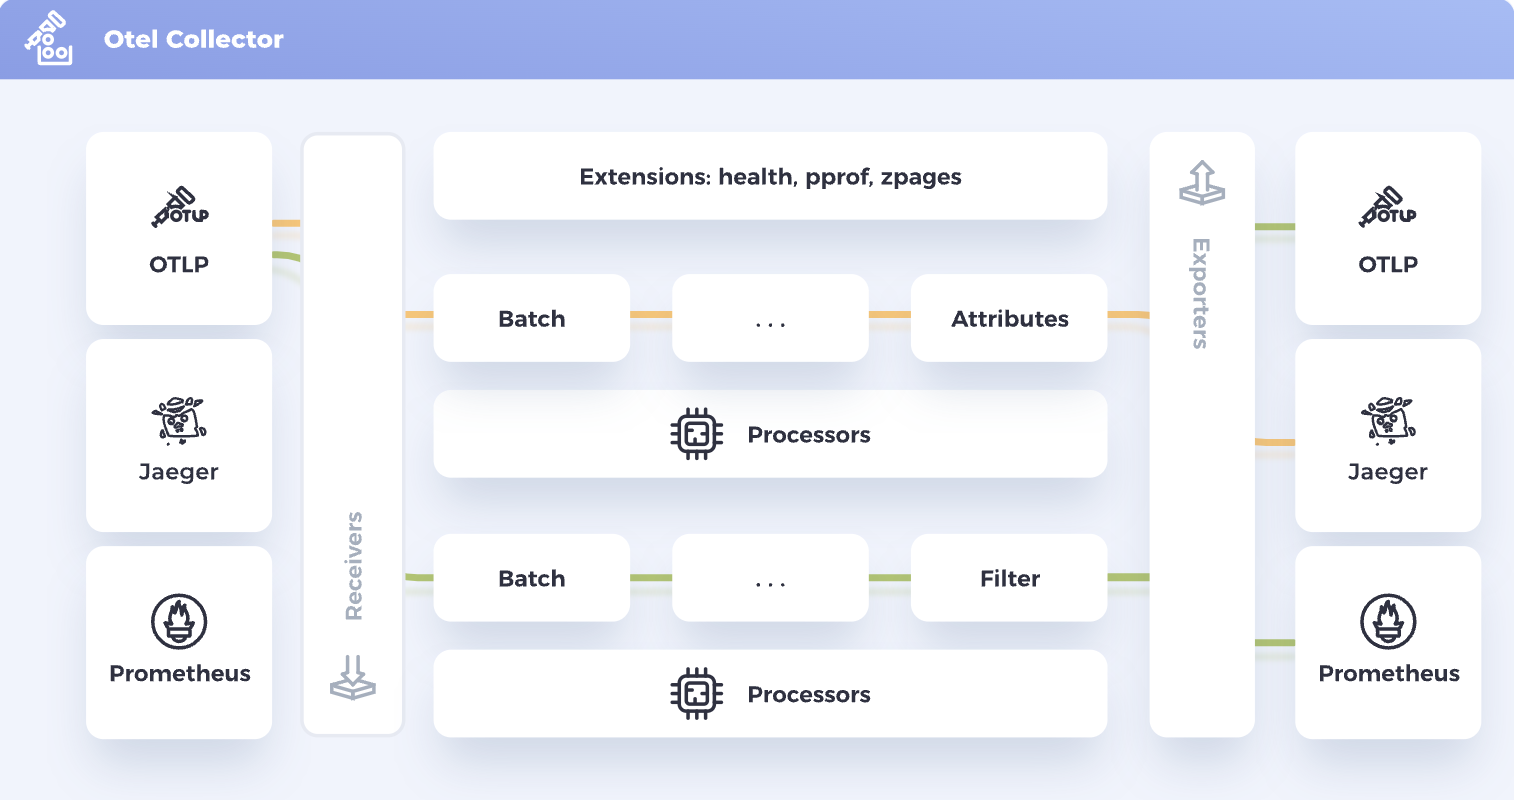 Otel Collector
OTLP
OTLP
Jaeger
Prometheus
Receivers
Extensions: health, pprof, zpages
Batch
. . .
Attributes
Processors
Batch
. . .
Filter
Processors
Exporters
OTLP
OTLP
Jaeger
Prometheus